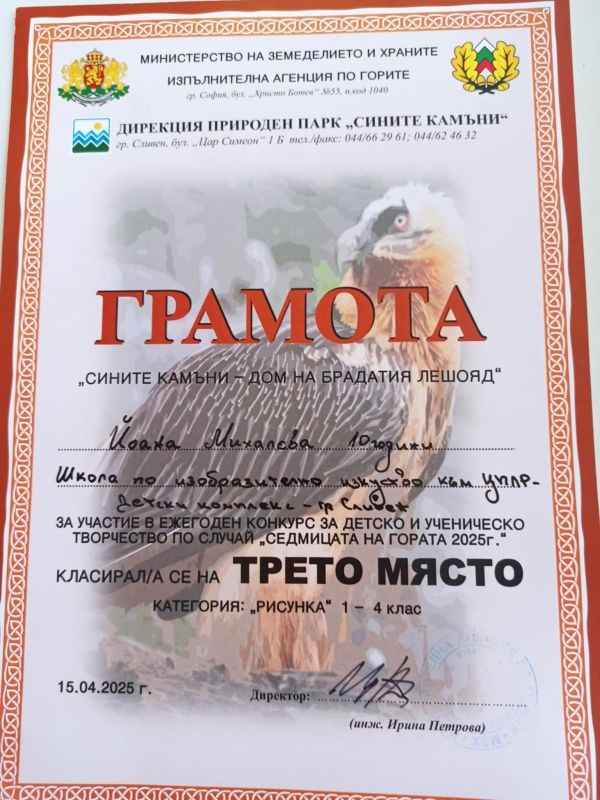 МИНИСТЕРСТВО НА ЗЕМЕДЕЛИЕТО И ХРАНИТЕ
ИЗПЪЛНИТЕЛНА АГЕНЦИЯ ПО ГОРИТЕ
гр. София, бул. „Христо Ботев“ №55, п.код 1040
ДИРЕКЦИЯ ПРИРОДЕН ПАРК „СИНИТЕ КАМЪНИ“
гр. Сливен, бул. „Цар Симеон“ 1 Б тел./факс: 044/66 29 61; 044/62 46 32
ГРАМОТА
„СИНИТЕ КАМЪНИ – ДОМ НА БРАДАТИЯ ЛЕШОЯД“
Йоана Михалева 10 години
Школа по изобразително изкуство към ЦПЛР-
Детски комплекс - гр. Сливен
ЗА УЧАСТИЕ В ЕЖЕГОДЕН КОНКУРС ЗА ДЕТСКО И УЧЕНИЧЕСКО
ТВОРЧЕСТВО ПО СЛУЧАЙ „СЕДМИЦАТА НА ГОРАТА 2025г.“
КЛАСИРАЛ/А СЕ НА ТРЕТО МЯСТО
КАТЕГОРИЯ: „РИСУНКА“ 1 – 4 клас
15.04.2025 г.
Директор:
(инж. Ирина Петрова)